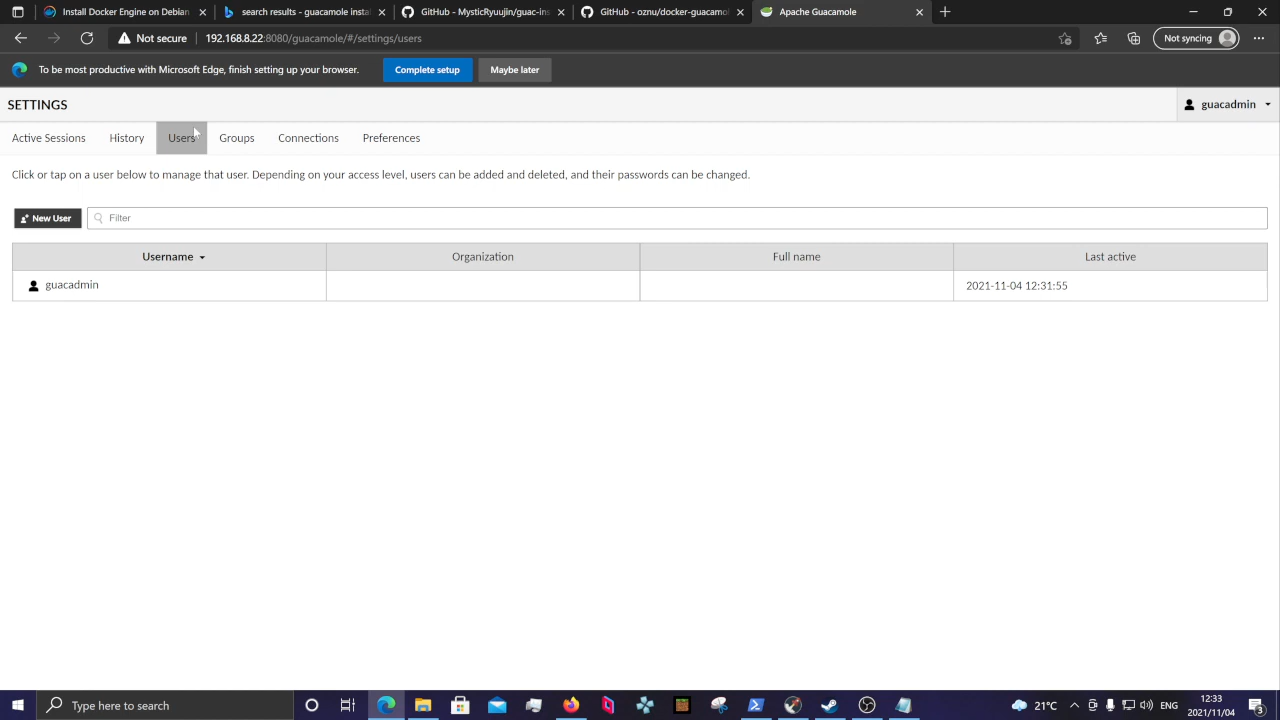 Install Docker Engine on Debian
search results - guacamole instal
GitHub - MysticRyuujin/guac-ins
GitHub - oznu/docker-guacamol
Apache Guacamole
Not secure
192.168.8.22:8080/guacamole/#/settings/users
Not syncing
To be most productive with Microsoft Edge, finish setting up your browser.
Complete setup
Maybe later
SETTINGS
guacadmin
Active Sessions
History
Users
Groups
Connections
Preferences
Click or tap on a user below to manage that user. Depending on your access level, users can be added and deleted, and their passwords can be changed.
New User
Filter
Username
Organization
Full name
Last active
guacadmin
2021-11-04 12:31:55
Type here to search
21°C
ENG
12:33
2021/11/04
3